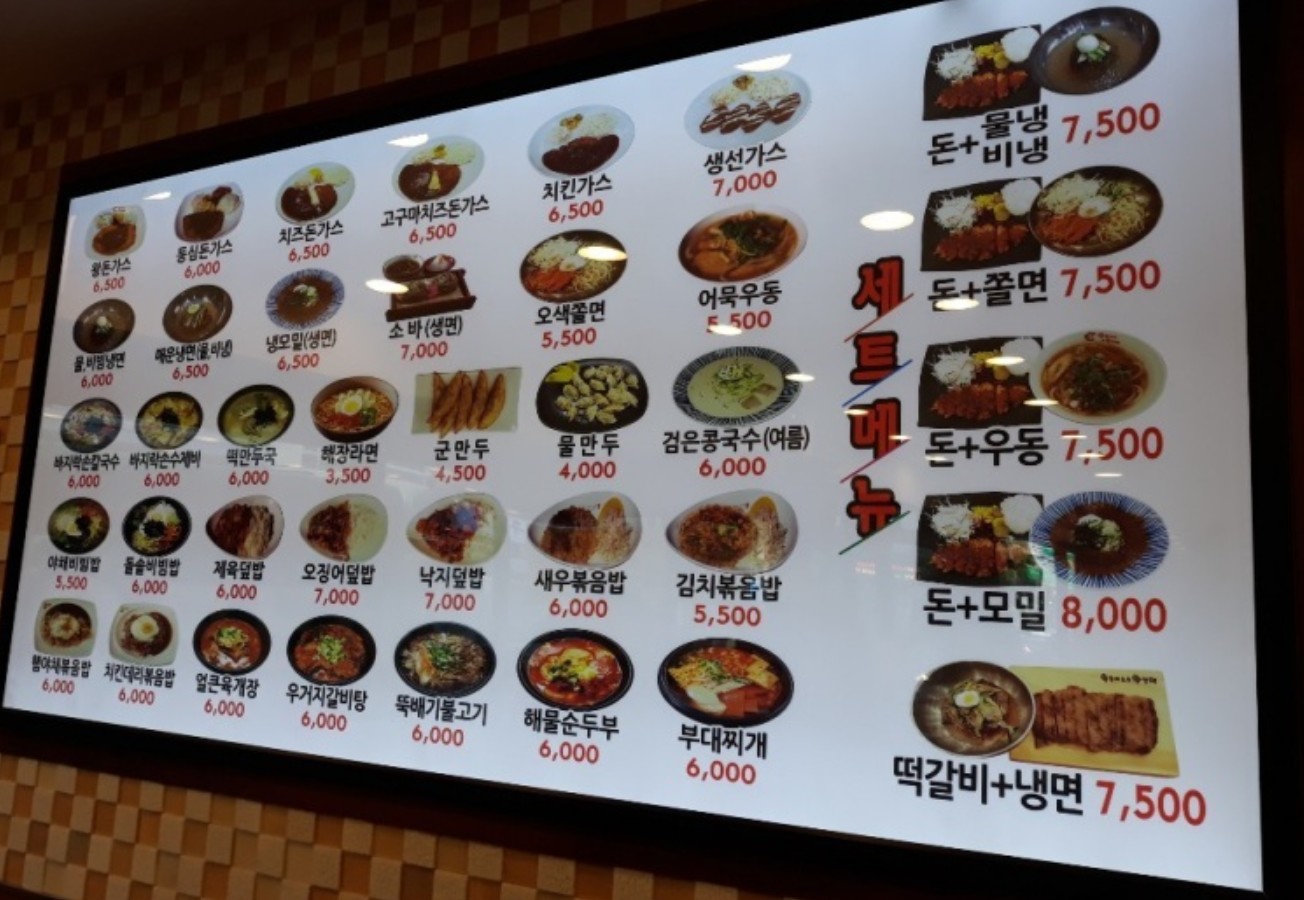 왕돈가스
6,500
등심돈가스
6,000
치즈돈가스
6,500
고구마치즈돈가스
6,500
치킨가스
6,500
생선가스
7,000
물,비빔냉면
6,000
매운냉면(물,비냉)
6,500
냉모밀(생면)
6,500
소바(생면)
7,000
오색쫄면
5,500
어묵우동
5,500
바지락손칼국수
6,000
바지락손수제비
6,000
떡만두국
6,000
해장라면
3,500
군만두
4,500
물만두
4,000
검은콩국수(여름)
6,000
야채비빔밥
5,500
돌솥비빔밥
6,000
제육덮밥
6,000
오징어덮밥
7,000
낙지덮밥
7,000
새우볶음밥
6,000
김치볶음밥
5,500
햄야채볶음밥
6,000
치킨데리볶음밥
6,000
얼큰육개장
6,000
우거지갈비탕
6,000
뚝배기불고기
6,000
해물순두부
6,000
부대찌개
6,000
세트메뉴
돈+물냉
비냉
7,500
돈+쫄면 7,500
돈+우동 7,500
돈+모밀 8,000
떡갈비+냉면 7,500